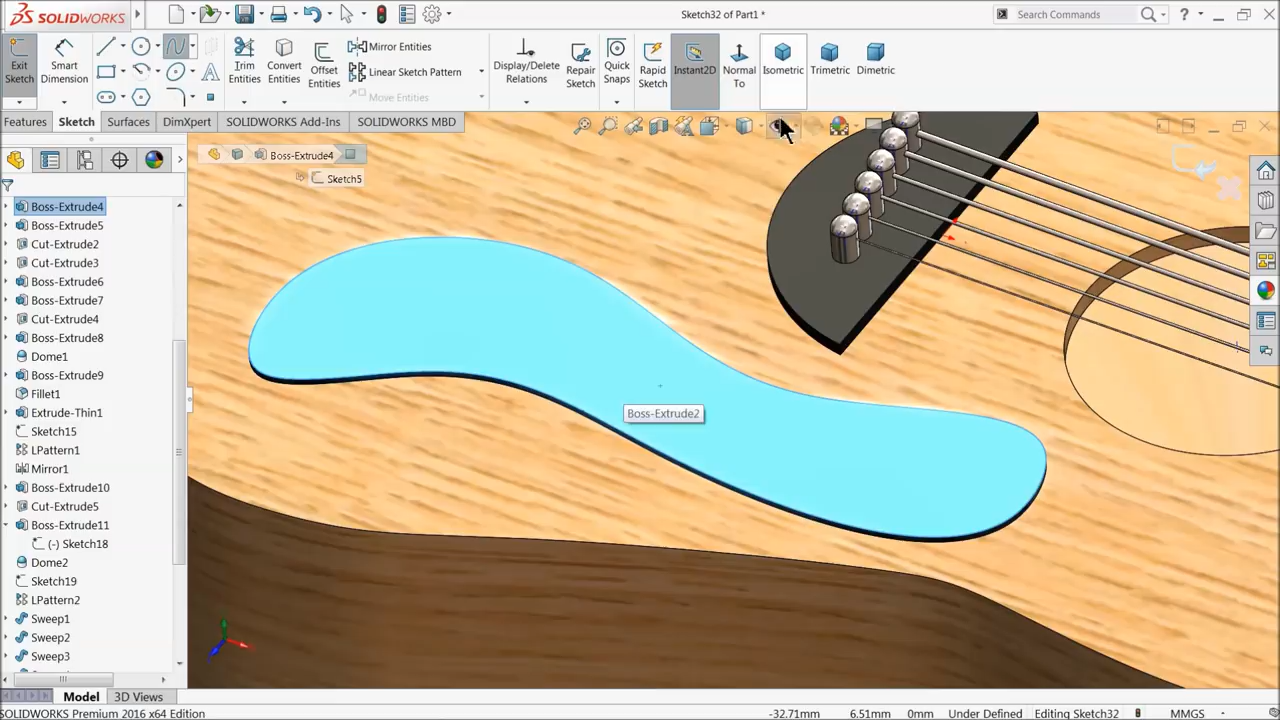 SOLIDWORKS
Sketch32 of Part1 *
Search Commands
?
Exit Sketch
Smart Dimension
Trim Entities
Convert Entities
Offset Entities
Mirror Entities
Linear Sketch Pattern
Move Entities
Display/Delete Relations
Repair Sketch
Quick Snaps
Rapid Sketch
Instant2D
Normal To
Isometric
Trimetric
Dimetric
Features
Sketch
Surfaces
DimXpert
SOLIDWORKS Add-Ins
SOLIDWORKS MBD
Boss-Extrude4
Sketch5
Boss-Extrude4
Boss-Extrude5
Cut-Extrude2
Cut-Extrude3
Boss-Extrude6
Boss-Extrude7
Cut-Extrude4
Boss-Extrude8
Dome1
Boss-Extrude9
Fillet1
Extrude-Thin1
Sketch15
LPattern1
Mirror1
Boss-Extrude10
Cut-Extrude5
Boss-Extrude11
(-) Sketch18
Dome2
Sketch19
LPattern2
Sweep1
Sweep2
Sweep3
Boss-Extrude2
Model
3D Views
SOLIDWORKS Premium 2016 x64 Edition
-32.71mm
6.51mm
0mm
Under Defined
Editing Sketch32
MMGS